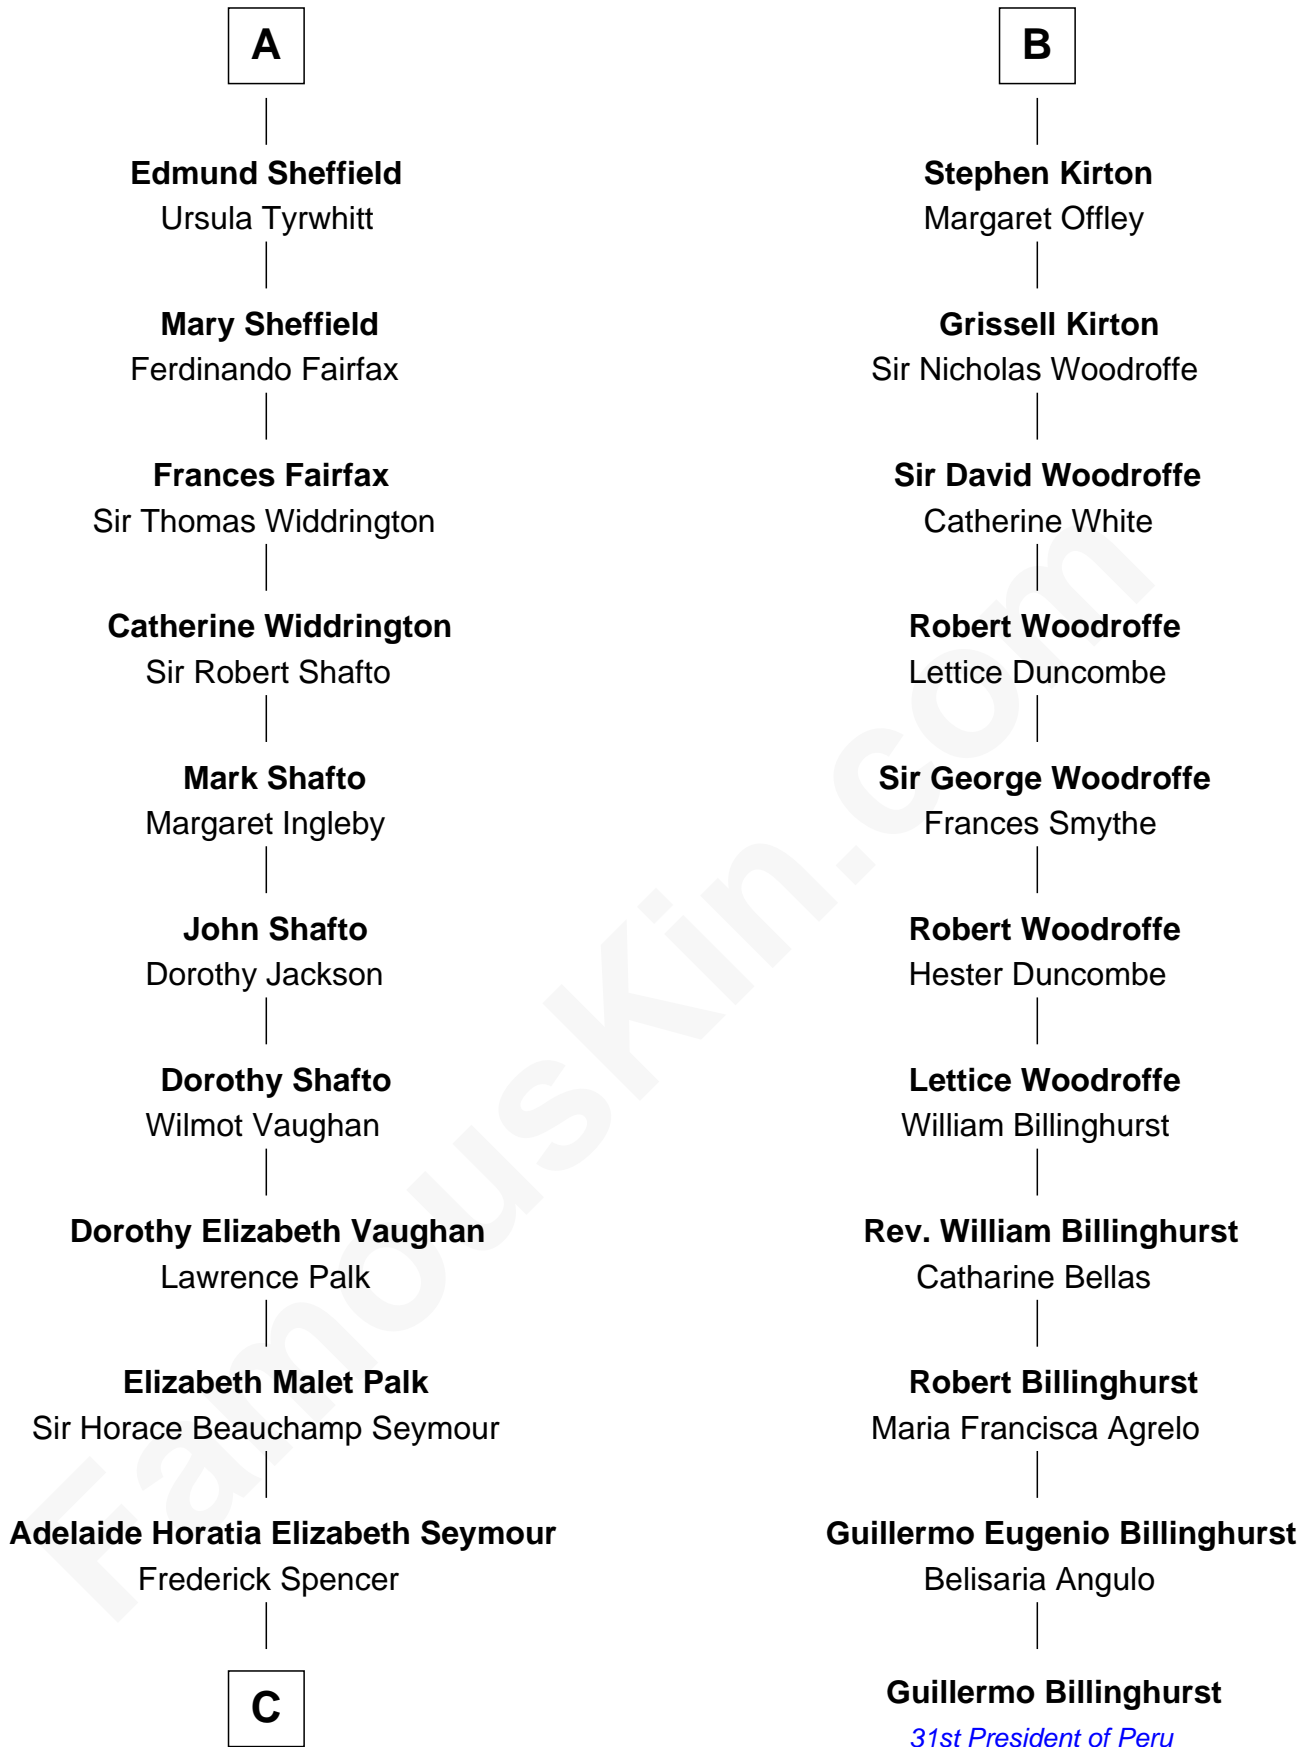 A
Edmund Sheffield
Ursula Tyrwhitt
Mary Sheffield
Ferdinando Fairfax
Frances Fairfax
Sir Thomas Widdrington
Catherine Widdrington
Sir Robert Shafto
Mark Shafto
Margaret Ingleby
John Shafto
Dorothy Jackson
Dorothy Shafto
Wilmot Vaughan
Dorothy Elizabeth Vaughan
Lawrence Palk
Elizabeth Malet Palk
Sir Horace Beauchamp Seymour
Adelaide Horatia Elizabeth Seymour
Frederick Spencer
C
B
Stephen Kirton
Margaret Offley
Grissell Kirton
Sir Nicholas Woodroffe
Sir David Woodroffe
Catherine White
Robert Woodroffe
Lettice Duncombe
Sir George Woodroffe
Frances Smythe
Robert Woodroffe
Hester Duncombe
Lettice Woodroffe
William Billinghurst
Rev. William Billinghurst
Catharine Bellas
Robert Billinghurst
Maria Francisca Agrelo
Guillermo Eugenio Billinghurst
Belisaria Angulo
Guillermo Billinghurst
31st President of Peru
FamousKin.com